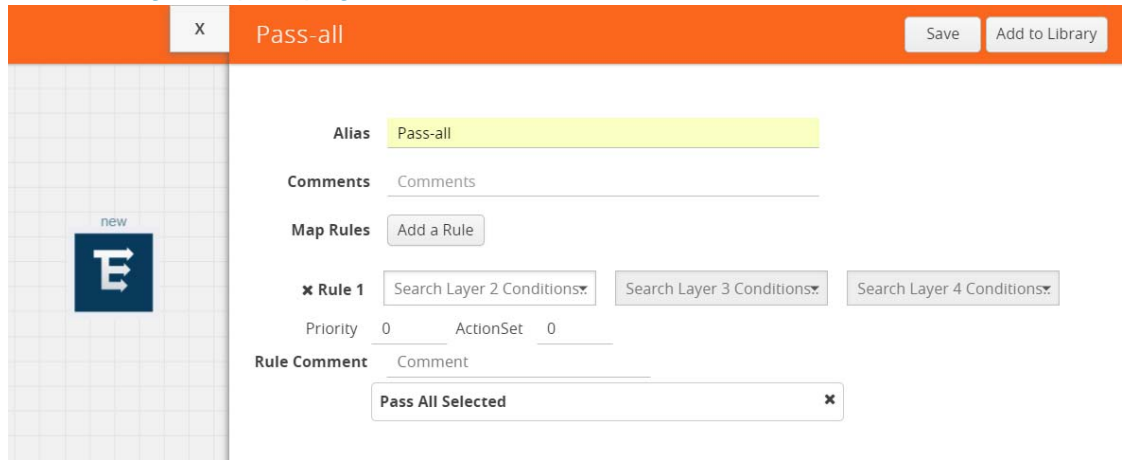 X
Pass-all
Save
Add to Library
Alias Pass-all
Comments Comments
new
Map Rules Add a Rule
x Rule 1 Search Layer 2 Conditions... Search Layer 3 Conditions... Search Layer 4 Conditions...
Priority 0 ActionSet 0
Rule Comment Comment
Pass All Selected x